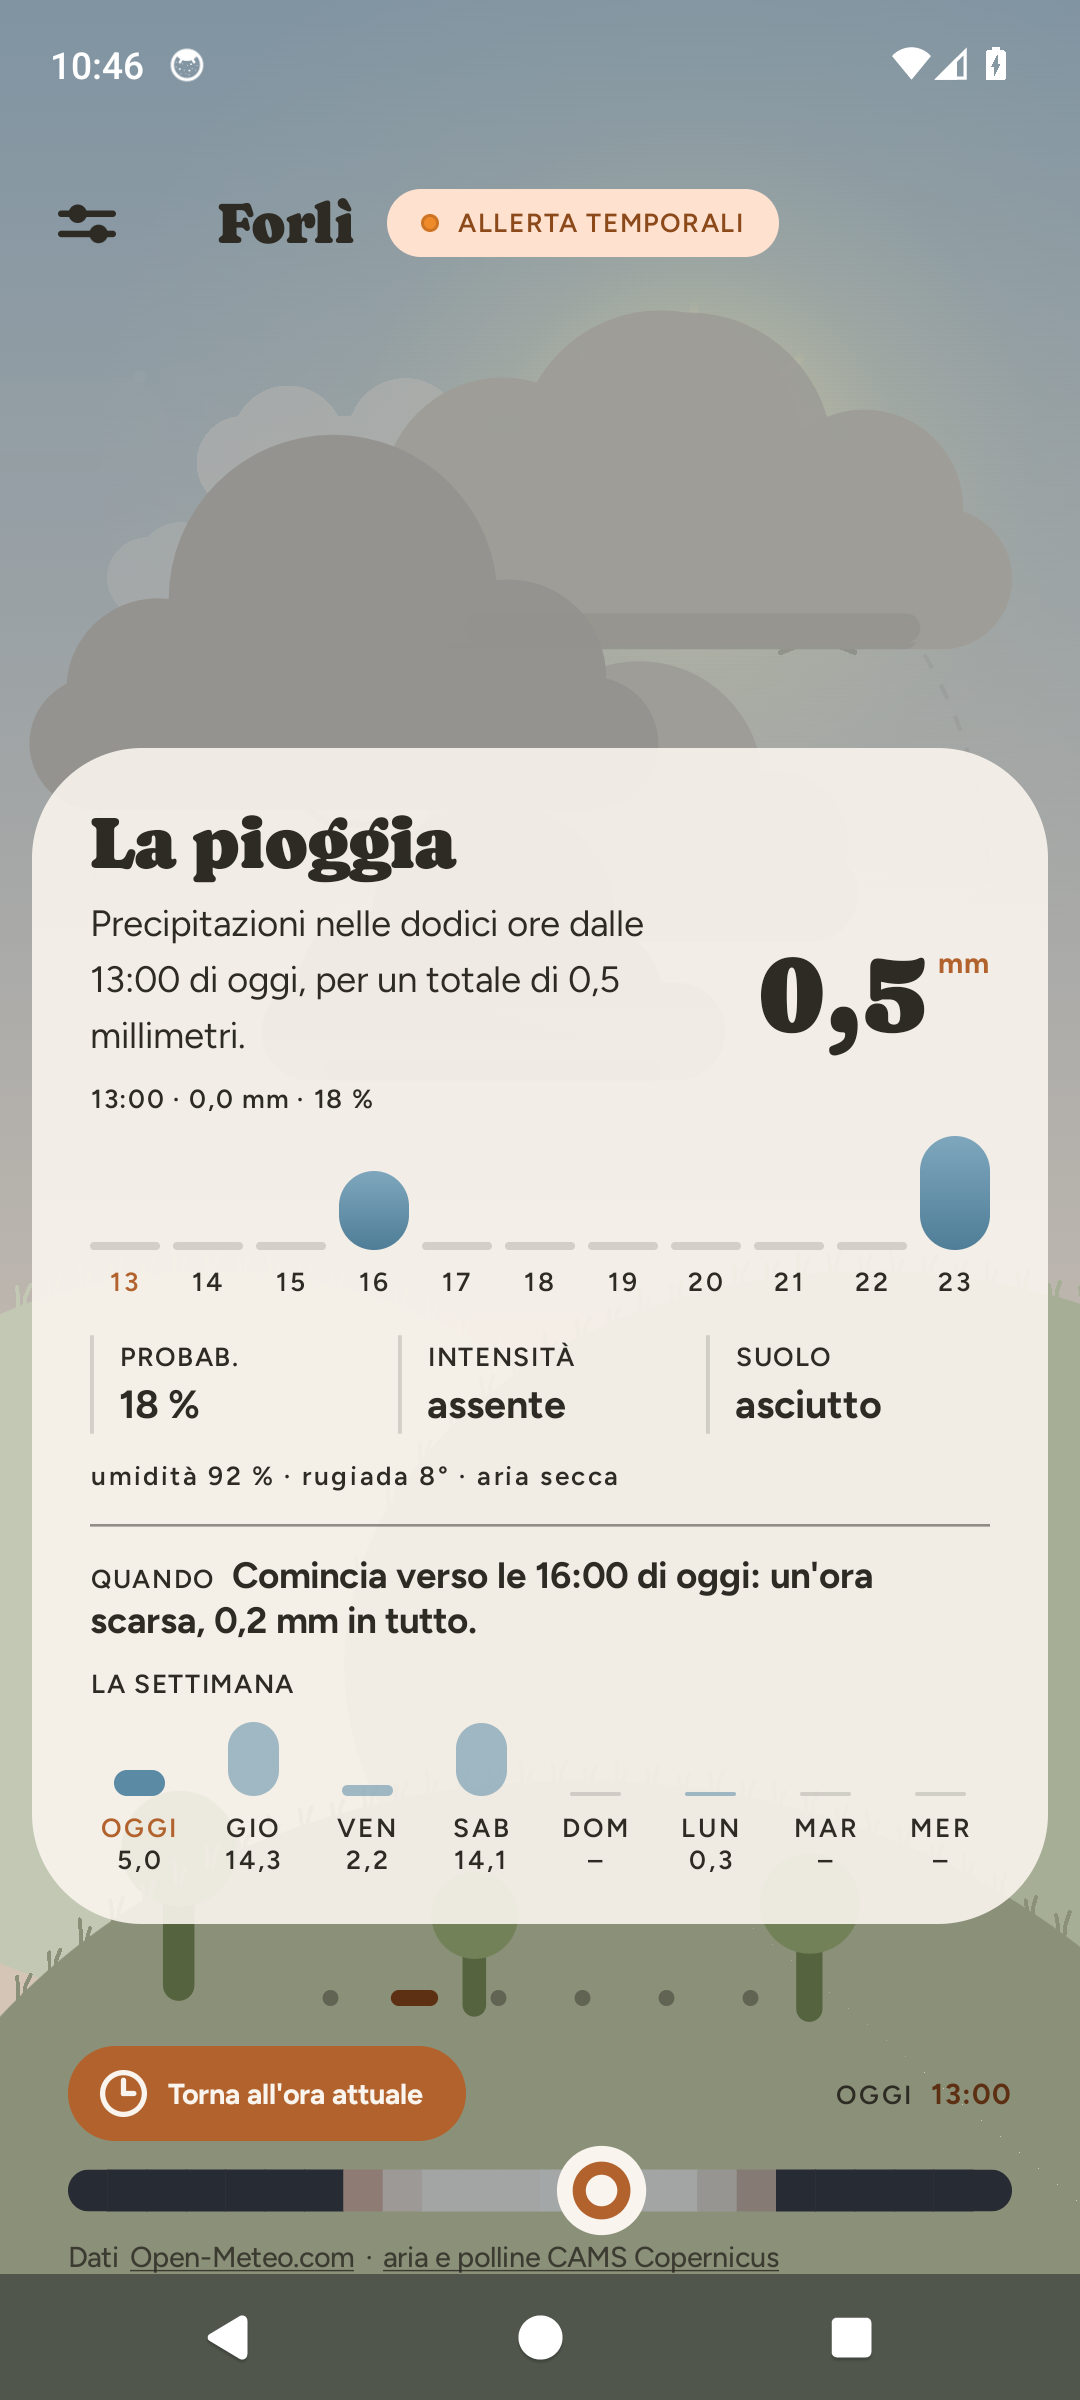 10:46
Forlì
ALLERTA TEMPORALI
La pioggia
Precipitazioni nelle dodici ore dalle
13:00 di oggi, per un totale di 0,5
millimetri.
0,5 mm
13:00 · 0,0 mm · 18 %
13 14 15 16 17 18 19 20 21 22 23
PROBAB. INTENSITÀ SUOLO
18 % assente asciutto
umidità 92 % · rugiada 8° · aria secca
QUANDO Comincia verso le 16:00 di oggi: un'ora
scarsa, 0,2 mm in tutto.
LA SETTIMANA
OGGI GIO VEN SAB DOM LUN MAR MER
5,0 14,3 2,2 14,1 – 0,3 – –
Torna all'ora attuale
OGGI 13:00
Dati Open-Meteo.com · aria e polline CAMS Copernicus